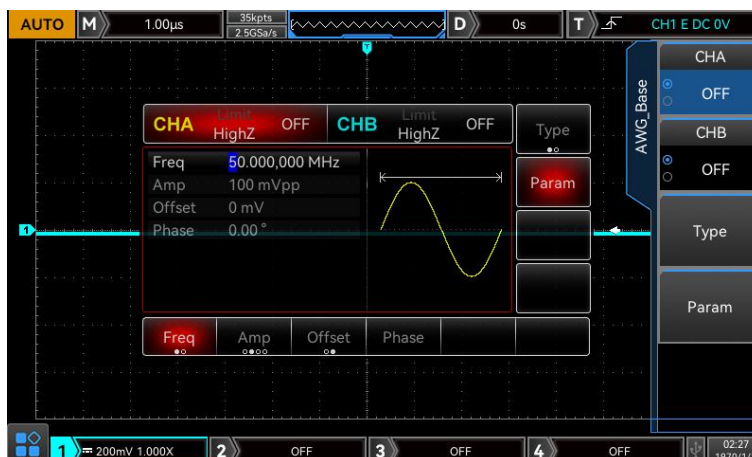 AUTO M 1.00μs 35kpts D 0s T CH1 E DC 0V
2.5GSa/s
T
CHA
OFF
CHB
OFF
Type
Param
AWG_Base
CHA Limit OFF CHB Limit OFF
HighZ HighZ
Type
Param
Freq 50.000,000 MHz
Amp 100 mVpp
Offset 0 mV
Phase 0.00 °
Freq Amp Offset Phase
1
1 200mV 1.000X 2 OFF 3 OFF 4 OFF 02:27